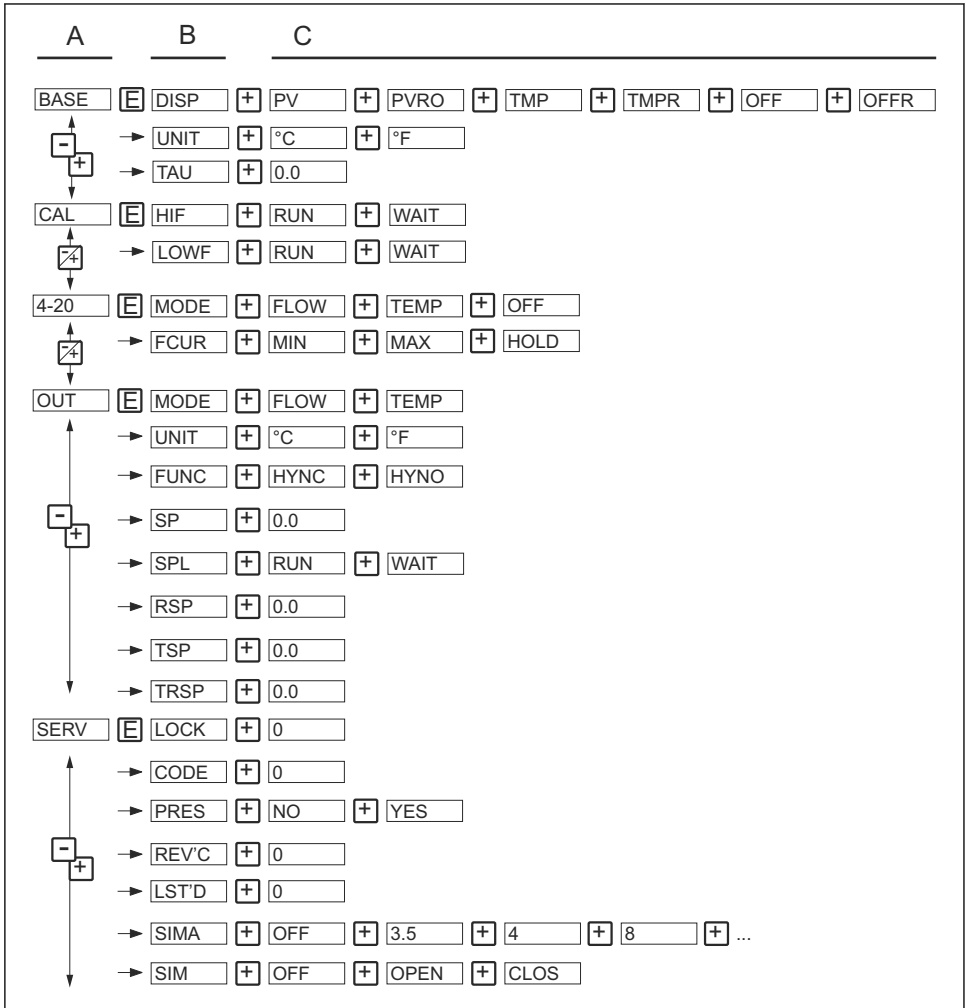 A B C
BASE E DISP + PV + PVRO + TMP + TMPR + OFF + OFFR
- + UNIT + °C + °F
TAU + 0.0
CAL E HIF + RUN + WAIT
-/+ LOWF + RUN + WAIT
4-20 E MODE + FLOW + TEMP + OFF
-/+ FCUR + MIN + MAX + HOLD
OUT E MODE + FLOW + TEMP
UNIT + °C + °F
FUNC + HYNC + HYNO
- + SP + 0.0
SPL + RUN + WAIT
RSP + 0.0
TSP + 0.0
TRSP + 0.0
SERV E LOCK + 0
CODE + 0
PRES + NO + YES
- + REV'C + 0
LST'D + 0
SIMA + OFF + 3.5 + 4 + 8 + ...
SIM + OFF + OPEN + CLOS